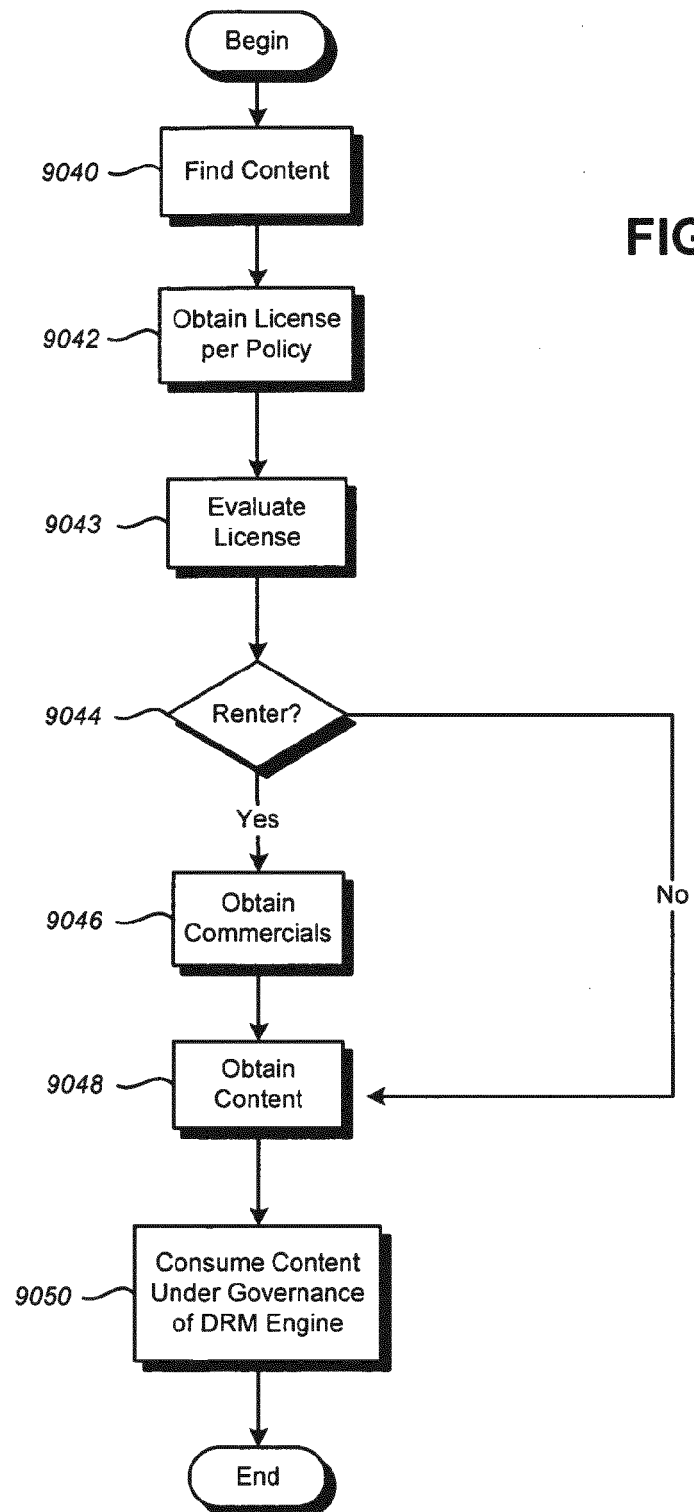 Begin
9040
Find Content
FIG
9042
Obtain License
per Policy
9043
Evaluate
License
9044
Renter?
Yes
No
9046
Obtain
Commercials
9048
Obtain
Content
9050
Consume Content
Under Governance
of DRM Engine
End